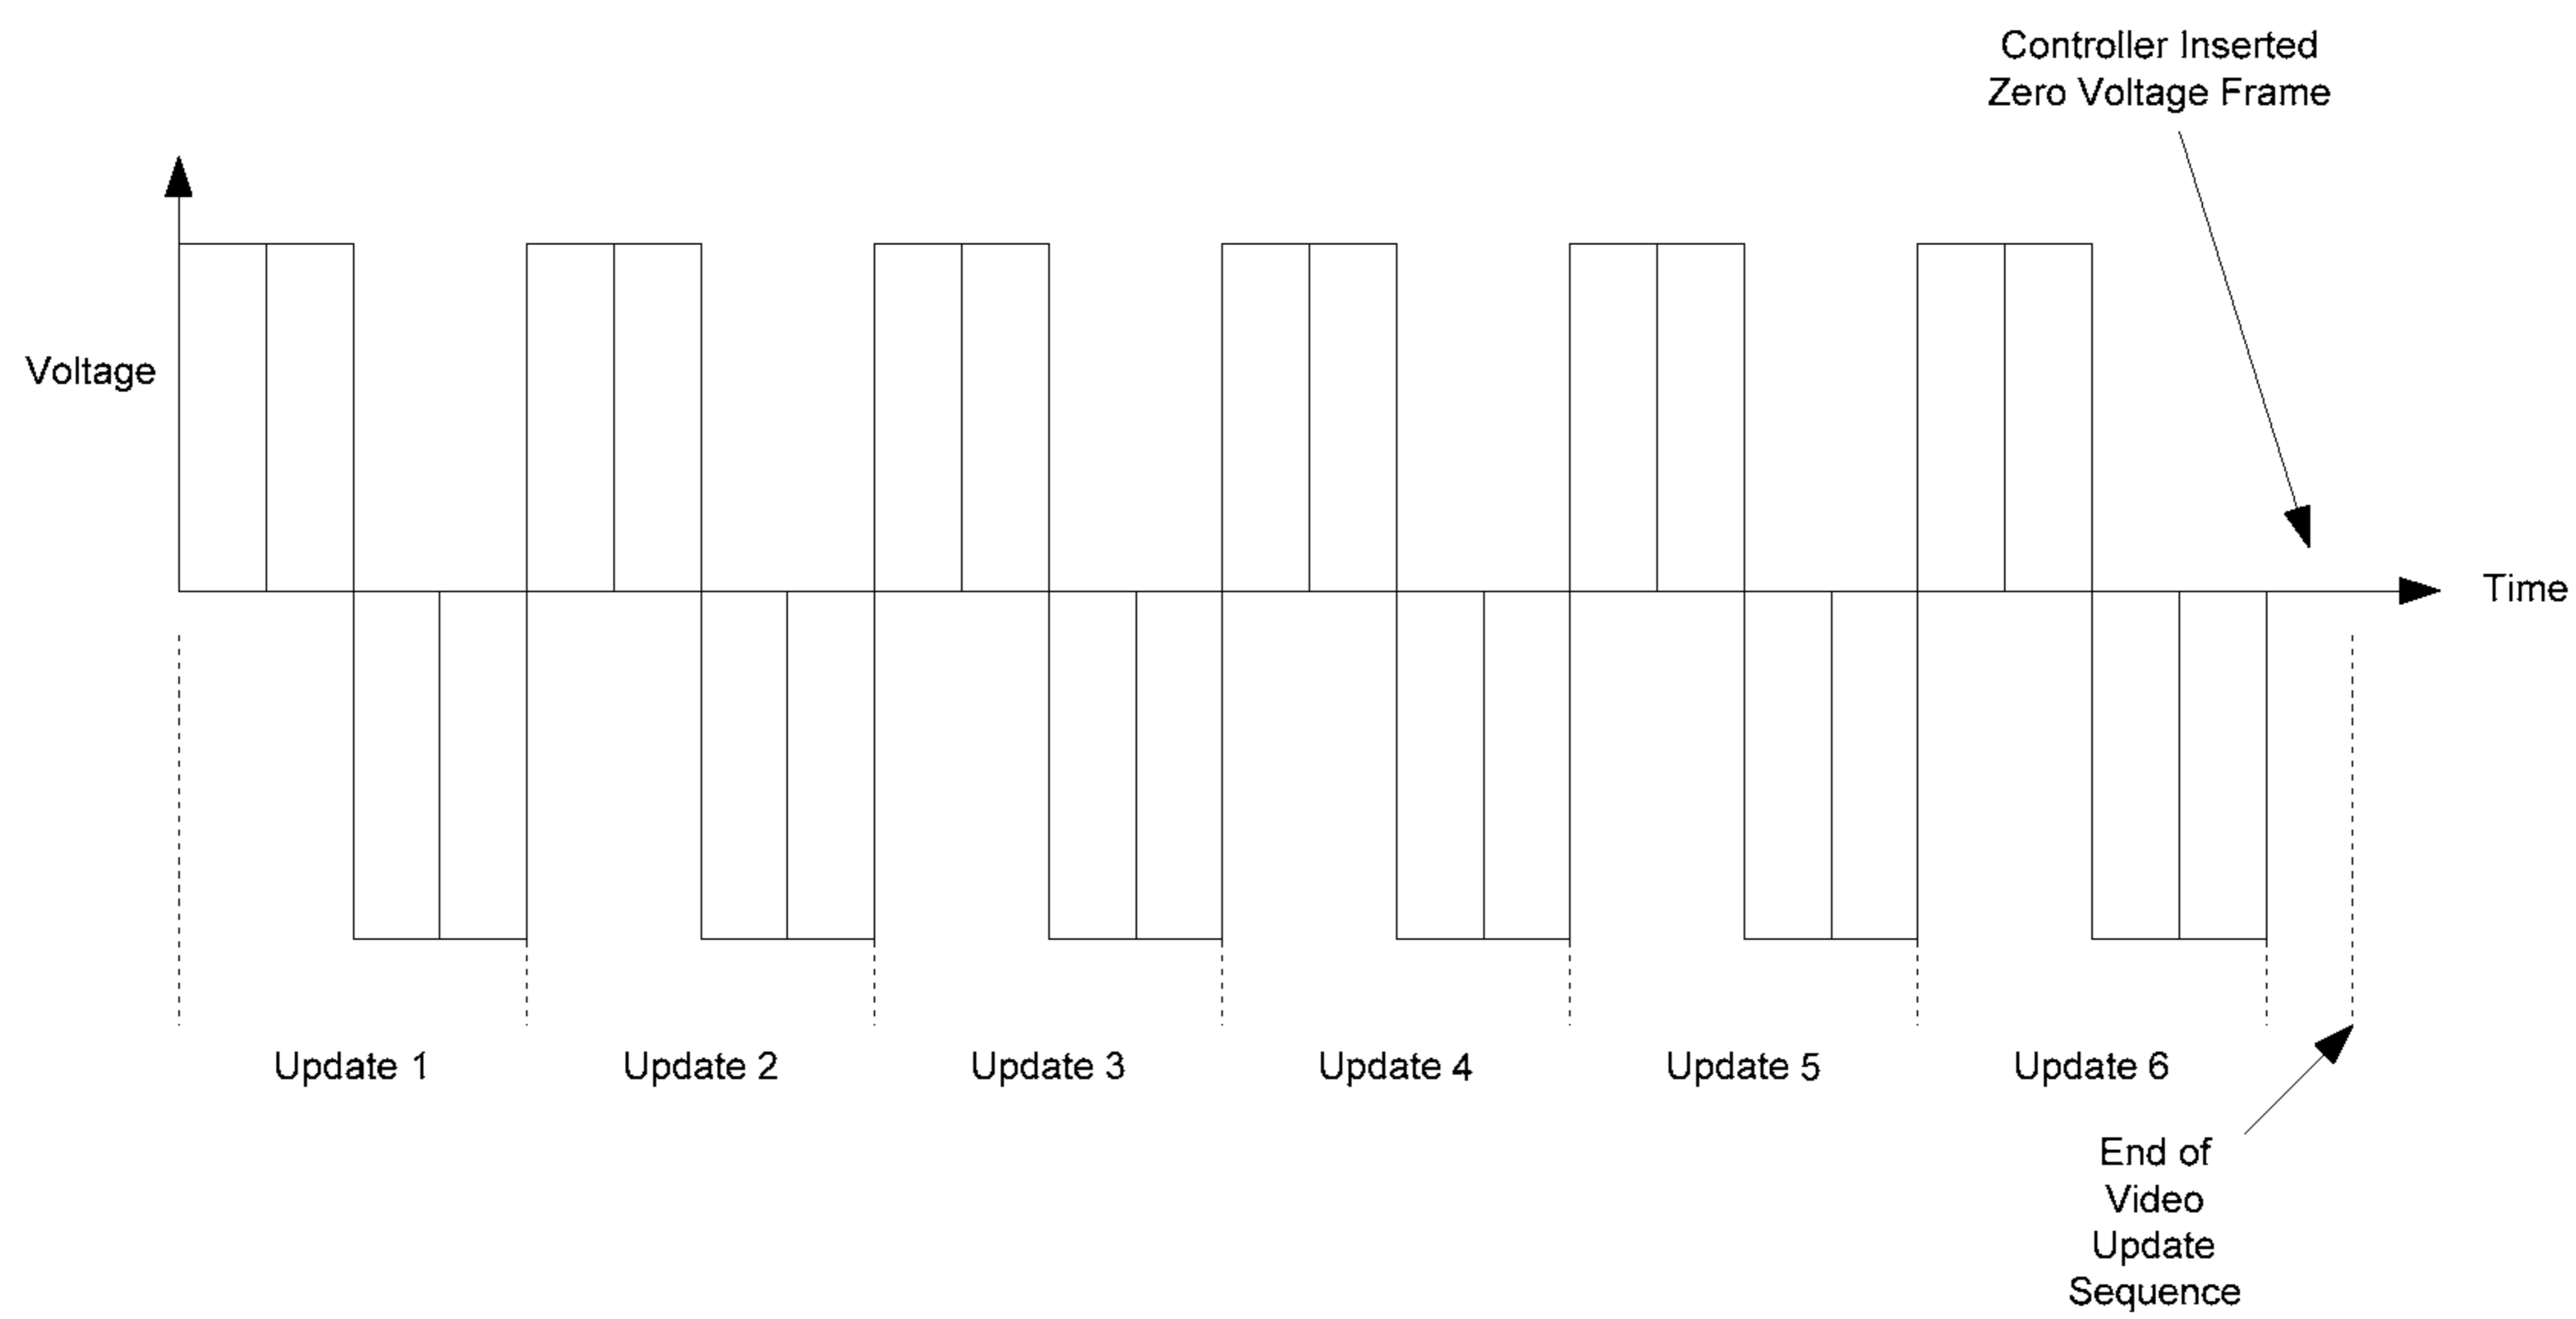 Controller Inserted
Zero Voltage Frame
Voltage
Time
Update 1
Update 2
Update 3
Update 4
Update 5
Update 6
End of
Video
Update
Sequence